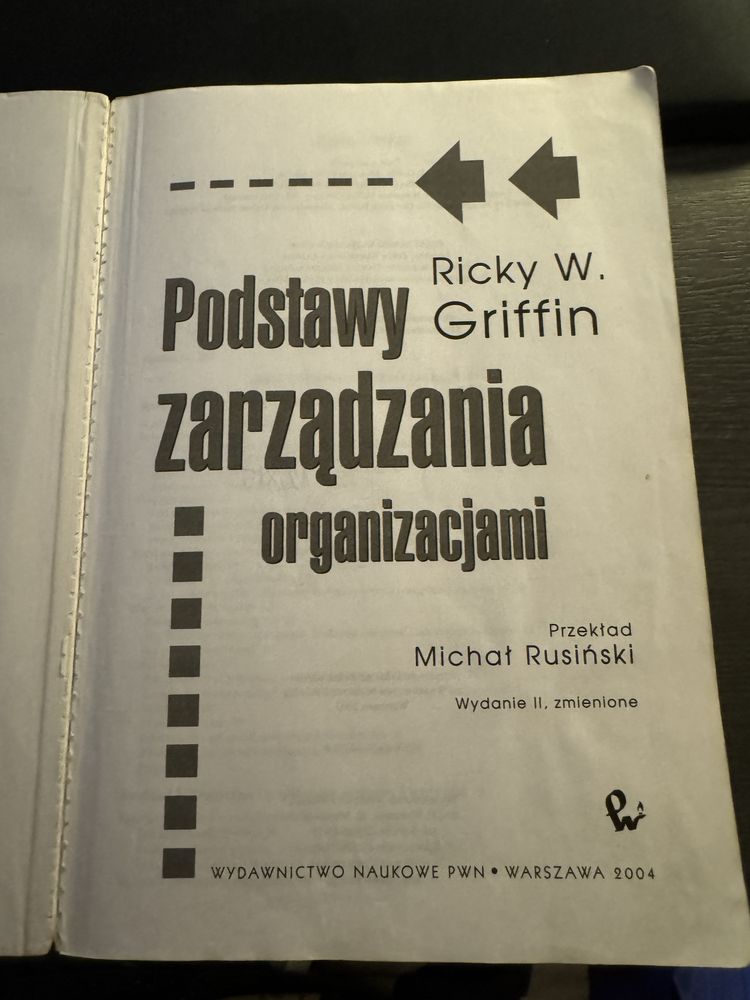 Ricky W.
Griffin
Podstawy
zarządzania
organizacjami
Przekład
Michał Rusiński
Wydanie II, zmienione
WYDAWNICTWO NAUKOWE PWN • WARSZAWA 2004